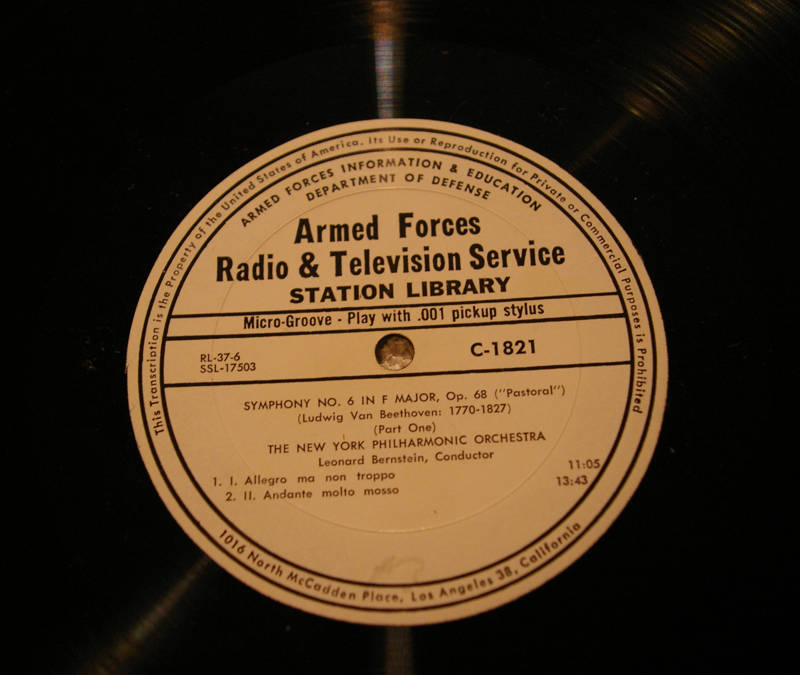 This Transcription is the Property of the United States of America. Its Use or Reproduction for Private or Commercial Purposes is Prohibited
ARMED FORCES INFORMATION & EDUCATION
DEPARTMENT OF DEFENSE
Armed Forces
Radio & Television Service
STATION LIBRARY
Micro-Groove - Play with .001 pickup stylus
RL-37-6
SSL-17503
C-1821
SYMPHONY NO. 6 IN F MAJOR, Op. 68 ("Pastoral")
(Ludwig Van Beethoven: 1770-1827)
(Part One)
THE NEW YORK PHILHARMONIC ORCHESTRA
Leonard Bernstein, Conductor
1. I. Allegro ma non troppo 11:05
2. II. Andante molto mosso 13:43
1016 North McCadden Place, Los Angeles 38, California